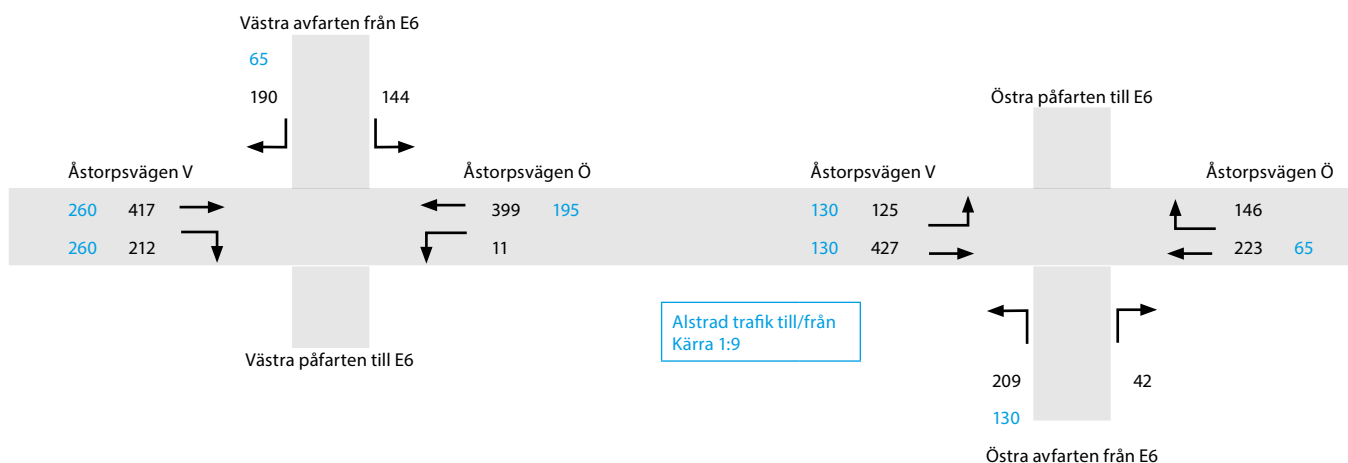 Västra avfarten från E6
65
190 144
Åstorpsvägen V Åstorpsvägen Ö
260 417 399 195
260 212 11
Västra påfarten till E6
Östra påfarten till E6
Åstorpsvägen V Åstorpsvägen Ö
130 125 146
130 427 223 65
Alstrad trafik till/från
Kärra 1:9
209 42
130
Östra avfarten från E6